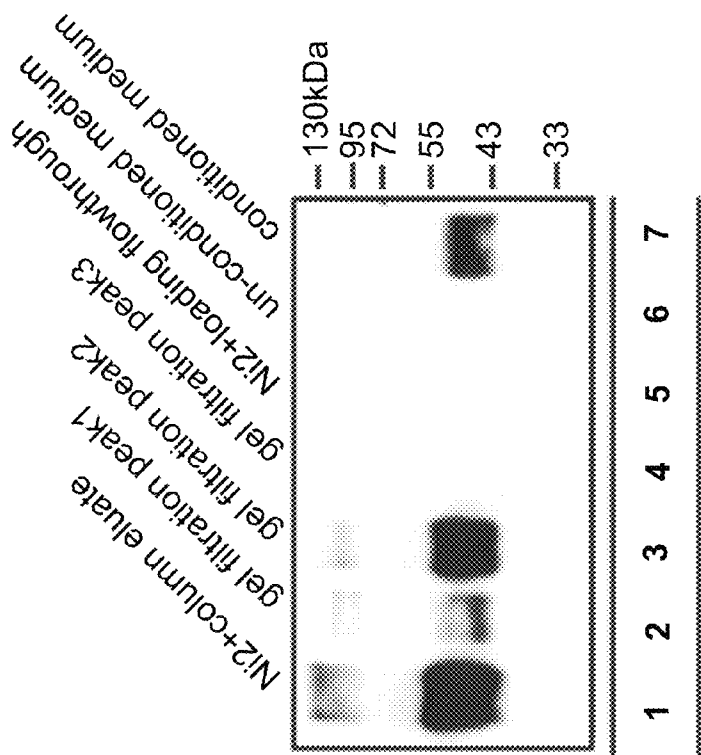 Ni2+column eluate
gel filtration peak1
gel filtration peak2
gel filtration peak3
Ni2+loading flowthrough
un-conditioned medium
conditioned medium
130kDa
95
72
55
43
33
1 2 3 4 5 6 7